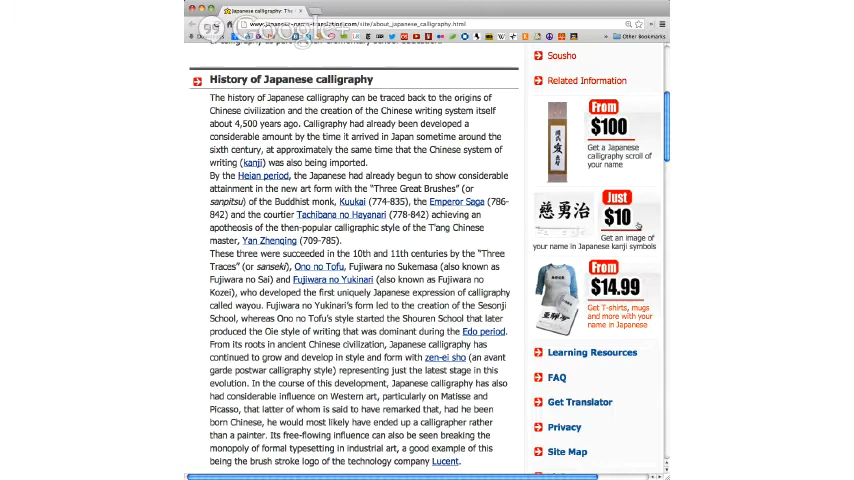 Japanese Calligraphy: The
www.japanese-name-translation.com/site/about_japanese_calligraphy.html
Google+
Other Bookmarks
History of Japanese calligraphy
The history of Japanese calligraphy can be traced back to the origins of
Chinese civilization and the creation of the Chinese writing system itself
about 4,500 years ago. Calligraphy had already been developed a
considerable amount by the time it arrived in Japan sometime around the
sixth century, at approximately the same time that the Chinese system of
writing (kanji) was also being imported.
By the Heian period, the Japanese had already begun to show considerable
attainment in the new art form with the “Three Great Brushes” (or
sanpitsu) of the Buddhist monk, Kuukai (774-835), the Emperor Saga (786-
842) and the courtier Tachibana no Hayanari (778-842) achieving an
apotheosis of the then-popular calligraphic style of the T'ang Chinese
master, Yan Zhenqing (709-785).
These three were succeeded in the 10th and 11th centuries by the “Three
Traces” (or sanseki), Ono no Tofu, Fujiwara no Sukemasa (also known as
Fujiwara no Sai) and Fujiwara no Yukinari (also known as Fujiwara no
Kozei), who developed the first uniquely Japanese expression of calligraphy
called wayou. Fujiwara no Yukinari's form led to the creation of the Sesonji
School, whereas Ono no Tofu's style started the Shouren School that later
produced the Oie style of writing that was dominant during the Edo period.
From its roots in ancient Chinese civilization, Japanese calligraphy has
continued to grow and develop in style and form with zen-ei sho (an avant
garde postwar calligraphy style) representing just the latest stage in this
evolution. In the course of this development, Japanese calligraphy has also
had considerable influence on Western art, particularly on Matisse and
Picasso, that latter of whom is said to have remarked that, had he been
born Chinese, he would most likely have ended up a calligrapher rather
than a painter. Its free-flowing influence can also be seen breaking the
monopoly of formal typesetting in industrial art, a good example of this
being the brush stroke logo of the technology company Lucent.
Sousho
Related Information
From
$100
Get a Japanese
calligraphy scroll of
your name
慈勇治
Just
$10
Get an image of
your name in Japanese kanji symbols
From
$14.99
Get T-shirts, mugs
and more with your
name in Japanese
Learning Resources
FAQ
Get Translator
Privacy
Site Map